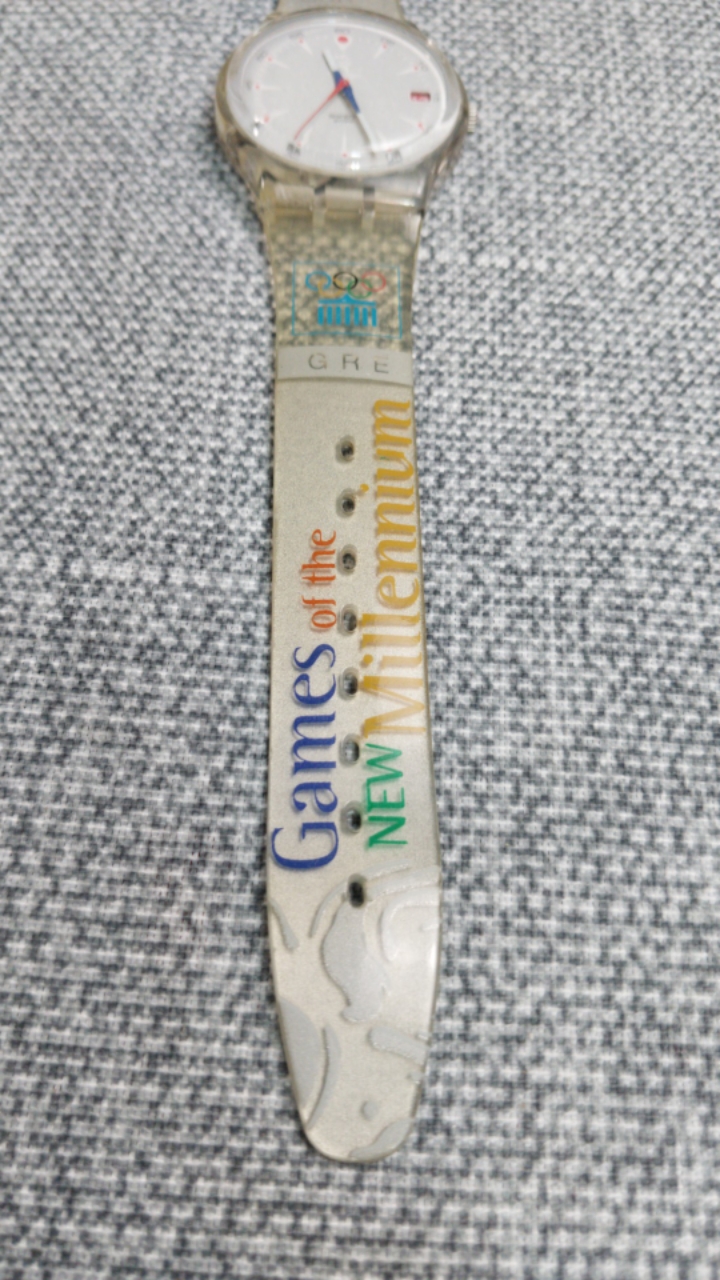 GRE
Games of the
NEW Millennium